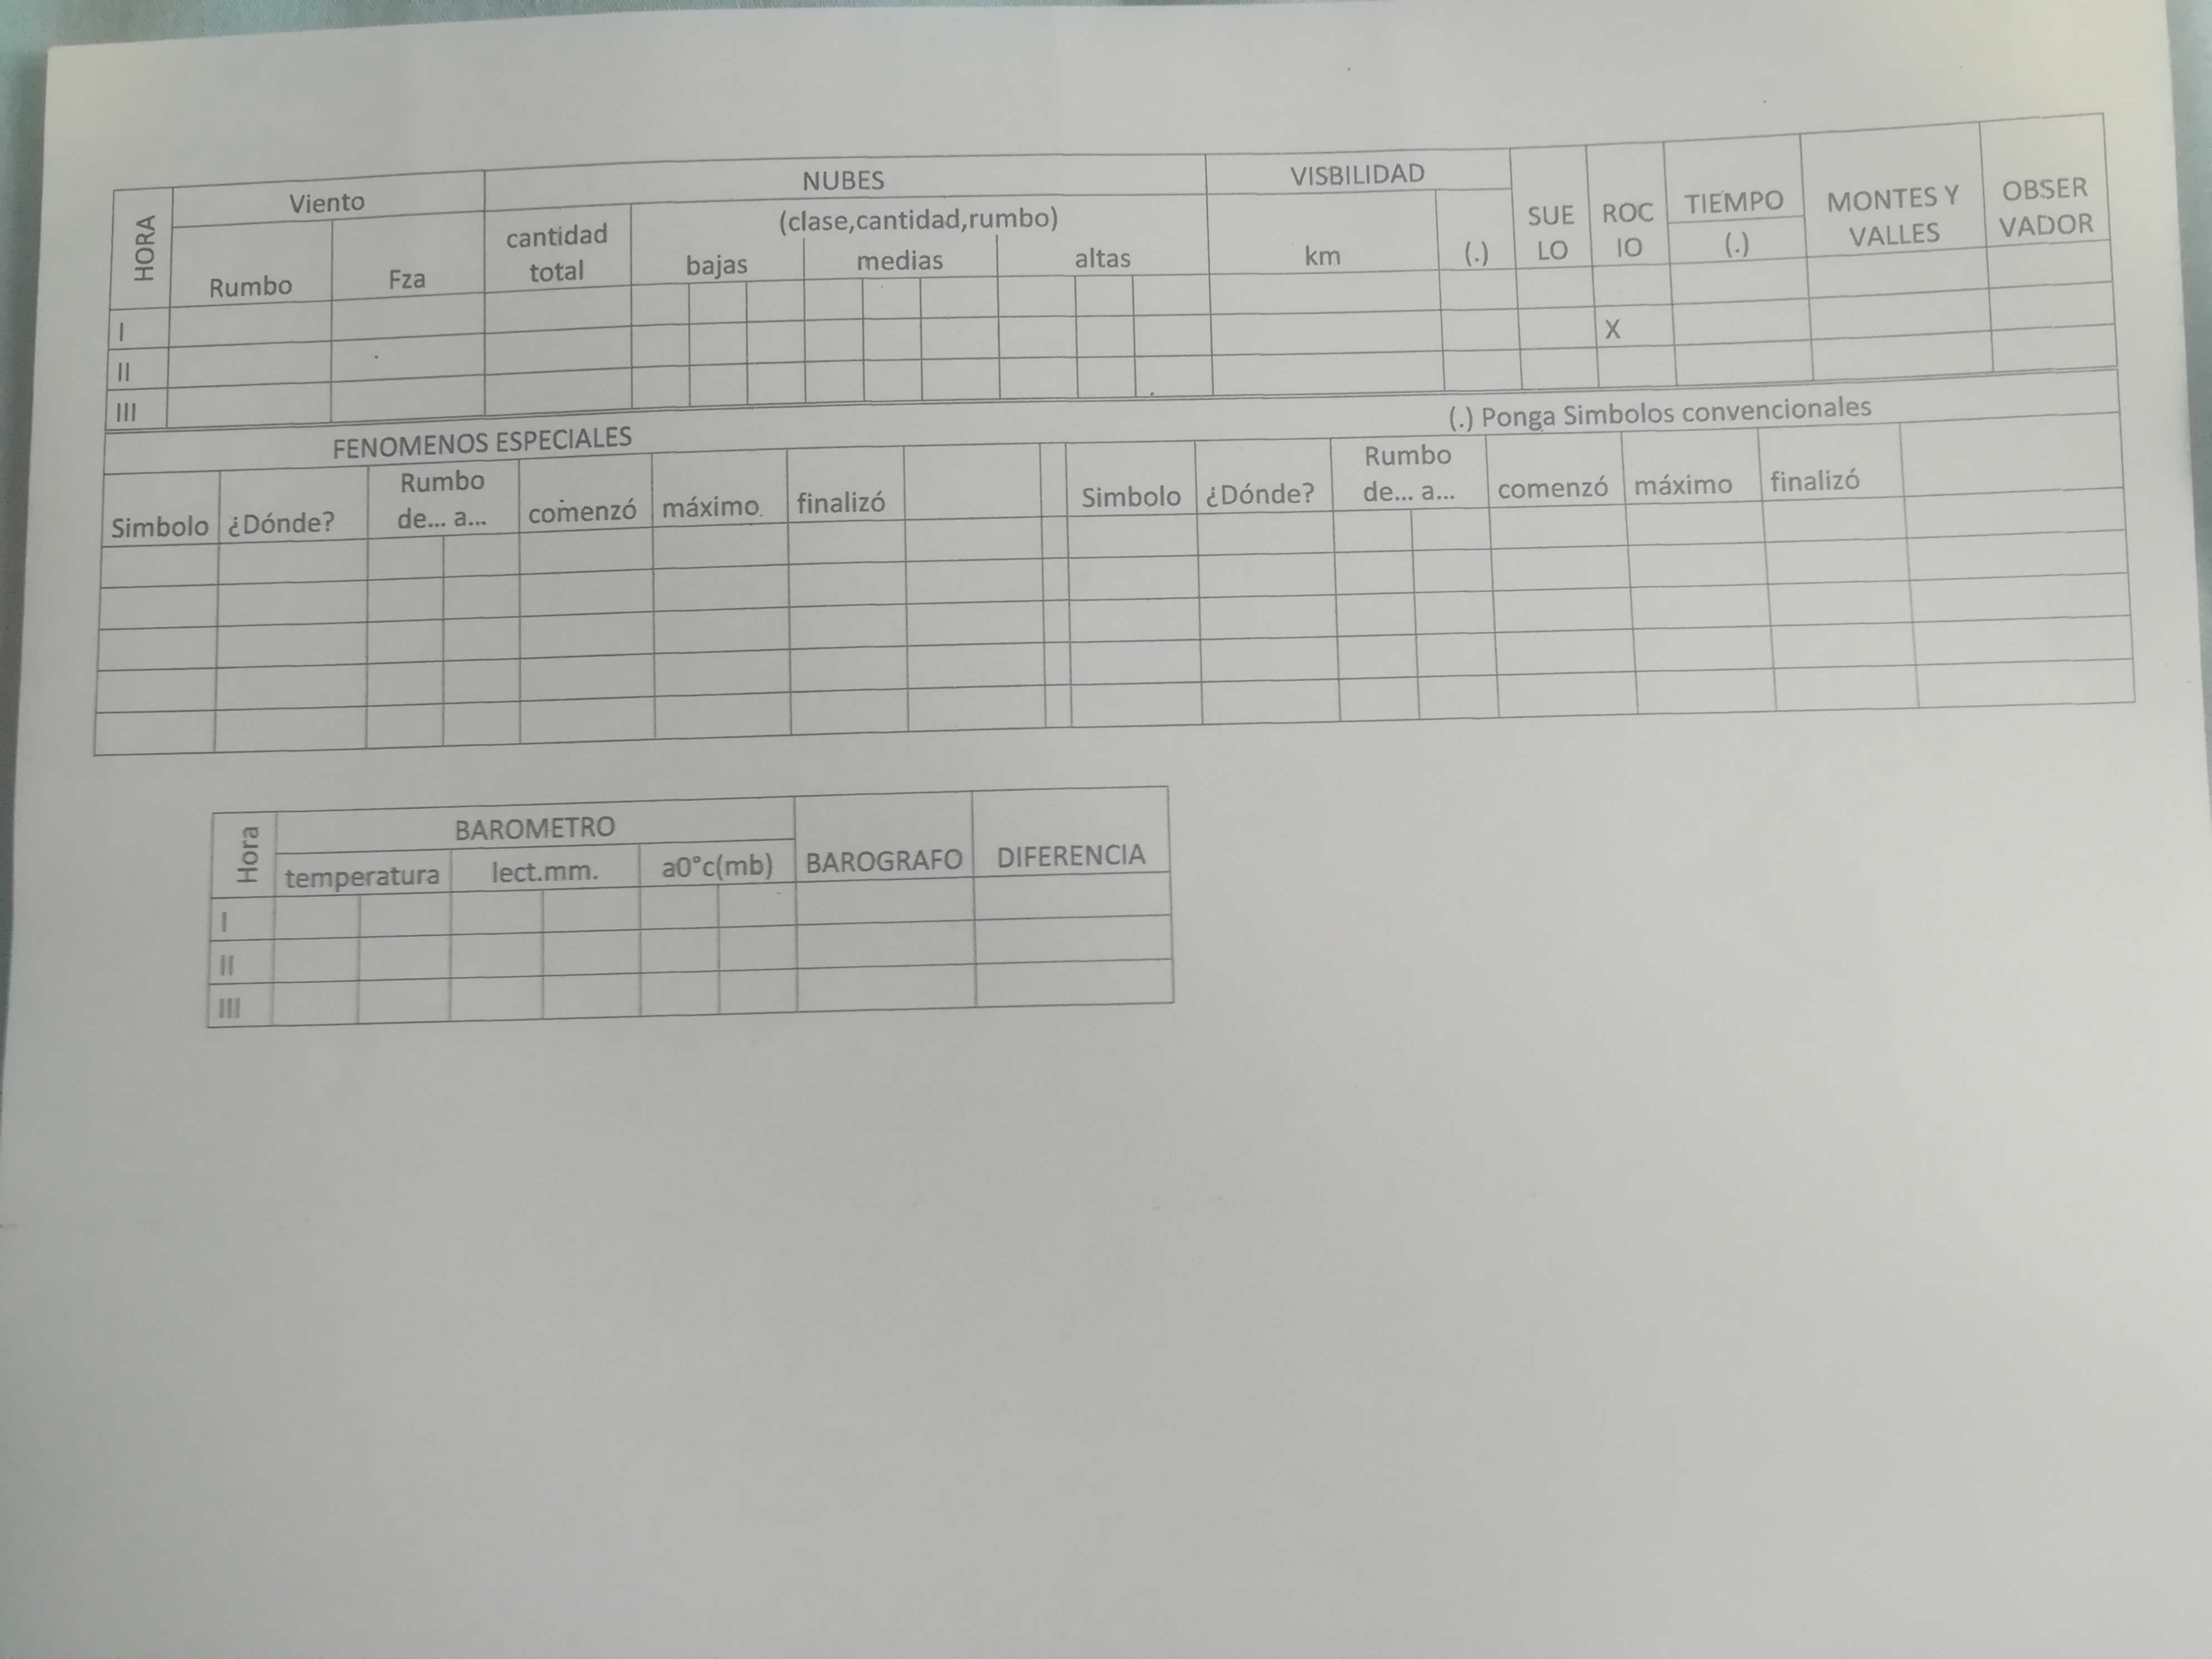 HORA Viento NUBES VISBILIDAD SUE LO ROC IO TIEMPO MONTES Y VALLES OBSER VADOR
Rumbo Fza cantidad total (clase,cantidad,rumbo) km (.) (.)
bajas medias altas
I
II X
III
FENOMENOS ESPECIALES (.) Ponga Simbolos convencionales
Simbolo ¿Dónde? Rumbo de... a... comenzó máximo finalizó Simbolo ¿Dónde? Rumbo de... a... comenzó máximo finalizó
Hora BAROMETRO BAROGRAFO DIFERENCIA
temperatura lect.mm. a0°c(mb)
I
II
III